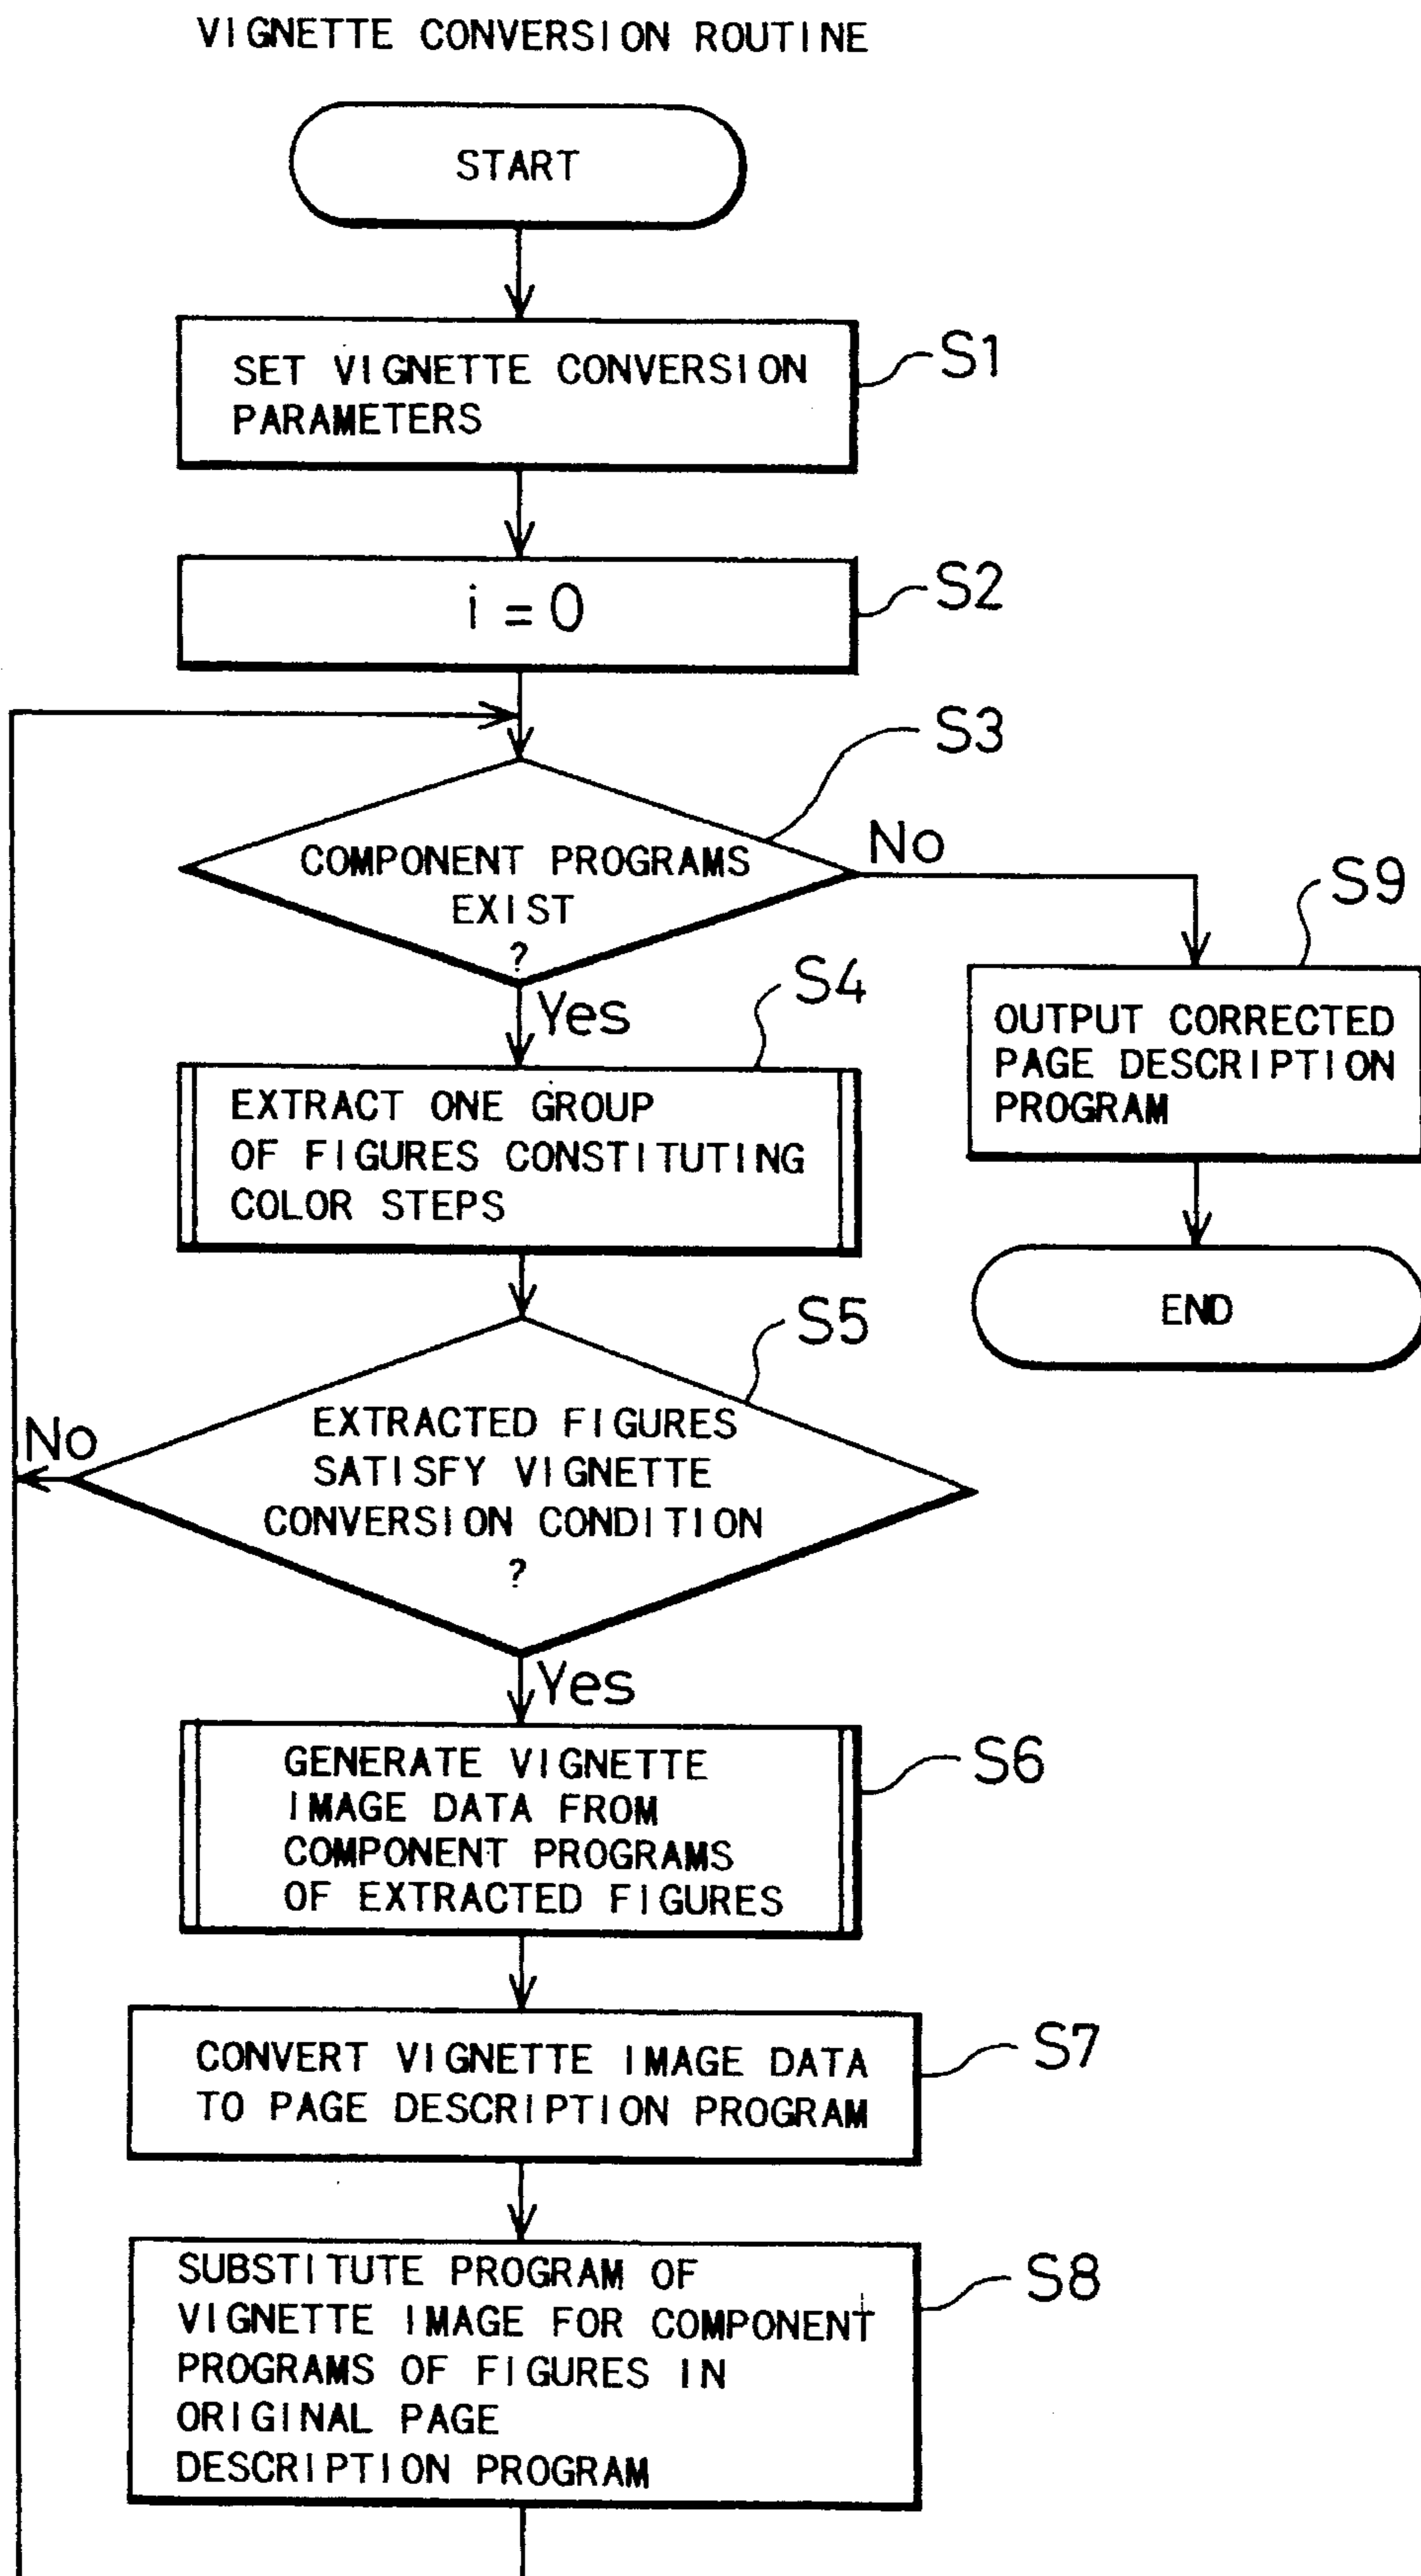 VIGNETTE CONVERSION ROUTINE
START
SET VIGNETTE CONVERSION
PARAMETERS
S1
i = 0
S2
S3
COMPONENT PROGRAMS
EXIST
?
No
S9
OUTPUT CORRECTED
PAGE DESCRIPTION
PROGRAM
END
Yes
S4
EXTRACT ONE GROUP
OF FIGURES CONSTITUTING
COLOR STEPS
S5
EXTRACTED FIGURES
SATISFY VIGNETTE
CONVERSION CONDITION
?
No
Yes
GENERATE VIGNETTE
IMAGE DATA FROM
COMPONENT PROGRAMS
OF EXTRACTED FIGURES
S6
CONVERT VIGNETTE IMAGE DATA
TO PAGE DESCRIPTION PROGRAM
S7
SUBSTITUTE PROGRAM OF
VIGNETTE IMAGE FOR COMPONENT
PROGRAMS OF FIGURES IN
ORIGINAL PAGE
DESCRIPTION PROGRAM
S8